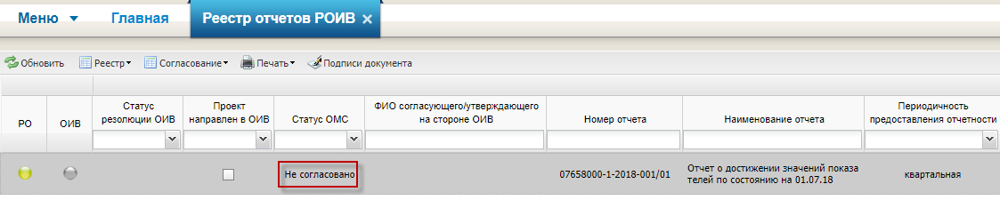 Меню Главная Реестр отчетов РОИВ
Обновить Реестр Согласование Печать Подписи документа
РО
ОИВ
Статус
резолюции ОИВ
Проект
направлен в ОИВ
Статус ОМС
ФИО согласующего/утверждающего
на стороне ОИВ
Номер отчета
Наименование отчета
Периодичность
предоставления отчетности
Не согласовано
07658000-1-2018-001/01
Отчет о достижении значений показа
телей по состоянию на 01.07.18
квартальная